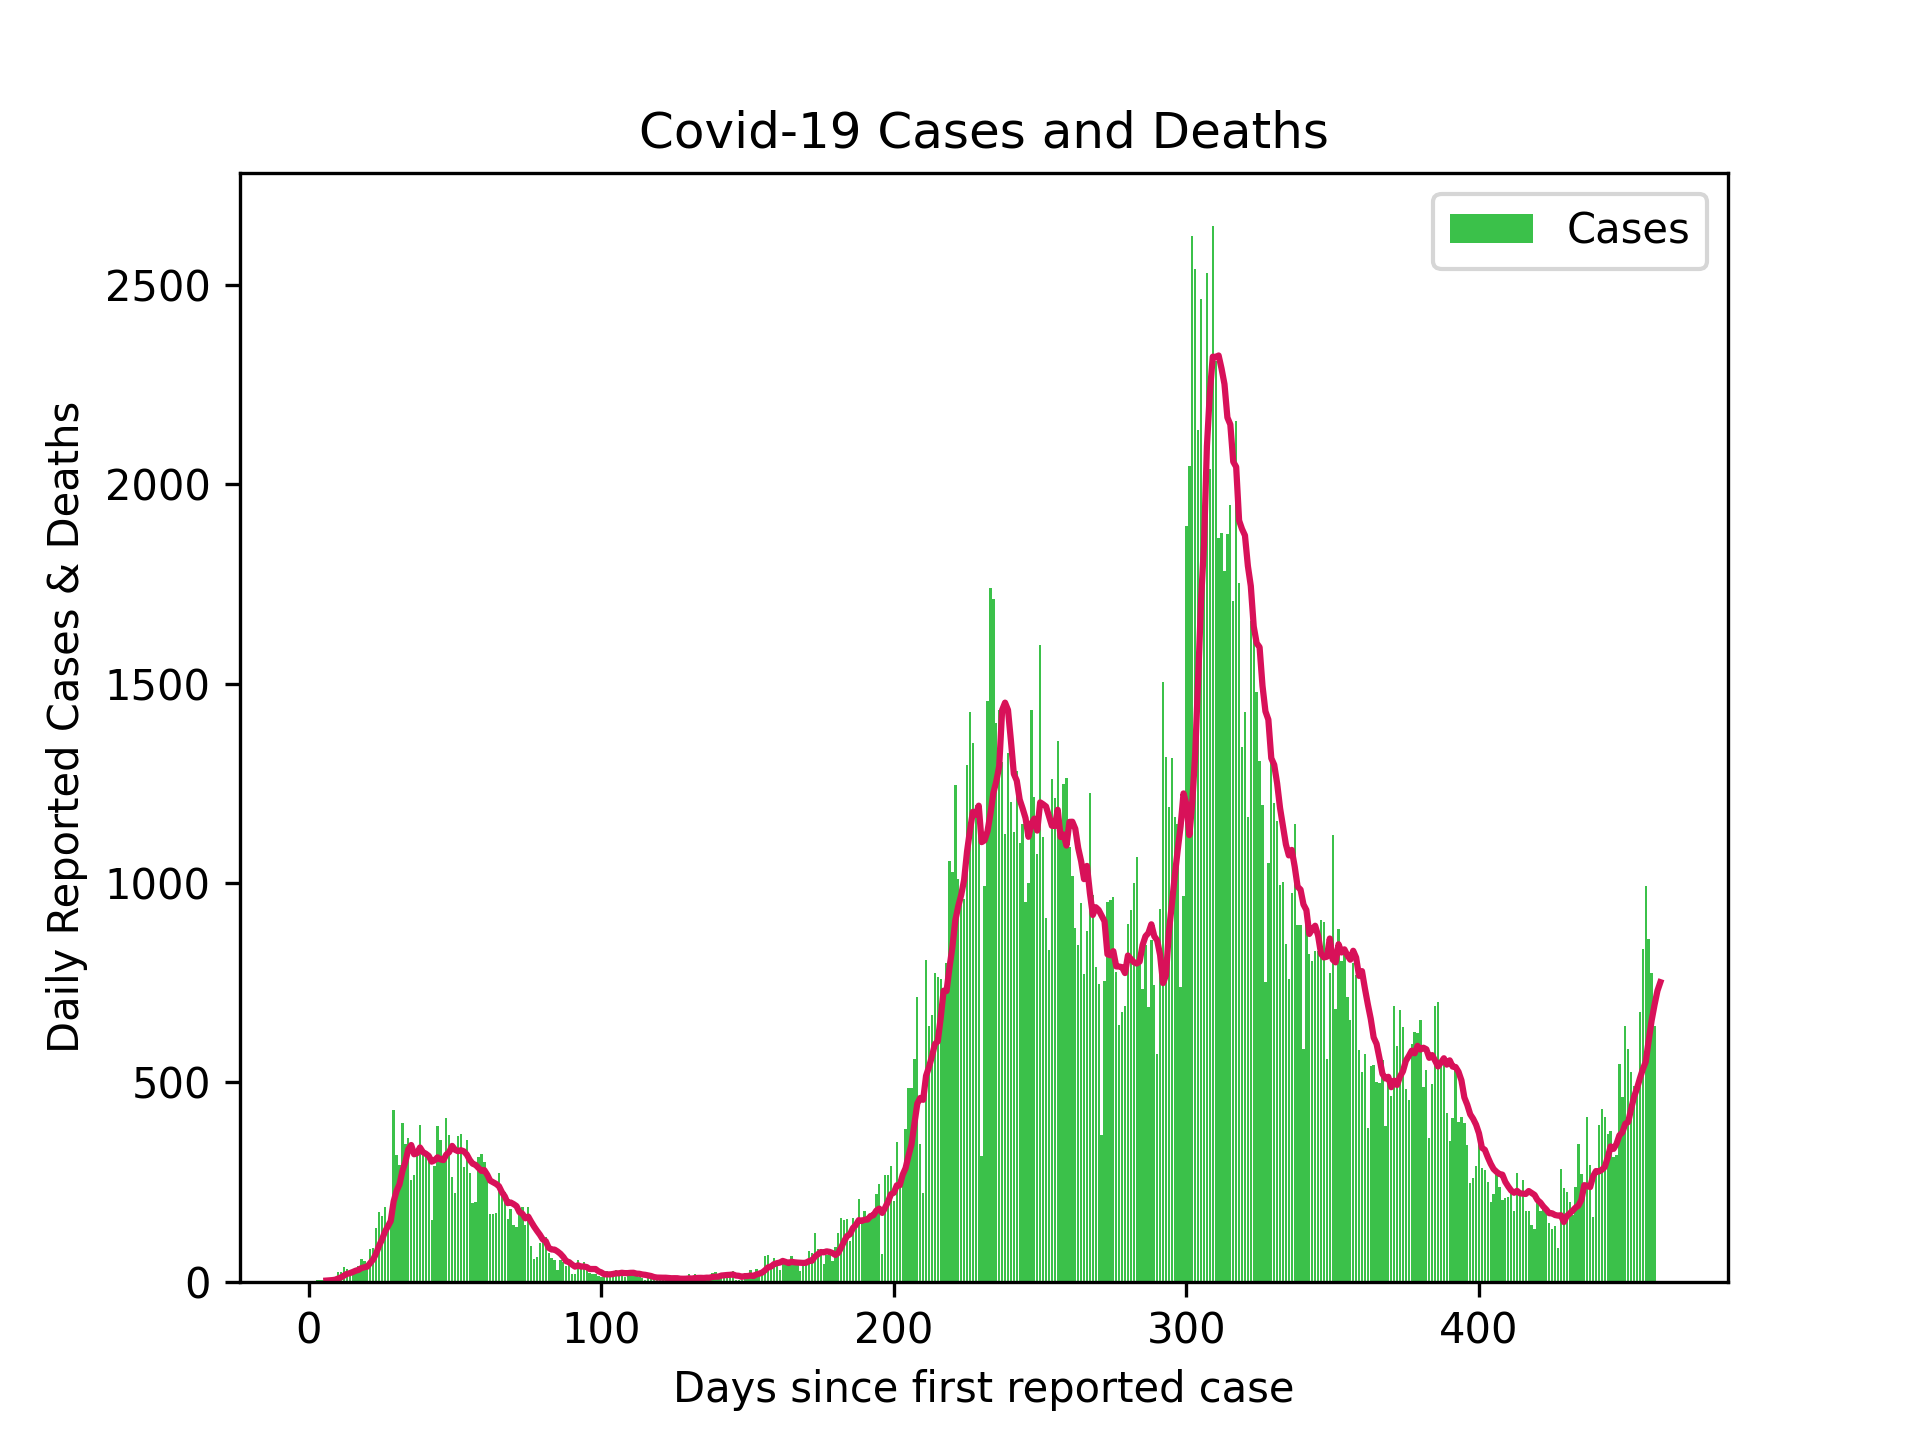 Covid-19 Cases and Deaths
Cases
Daily Reported Cases & Deaths
2500
2000
1500
1000
500
0
0 100 200 300 400
Days since first reported case